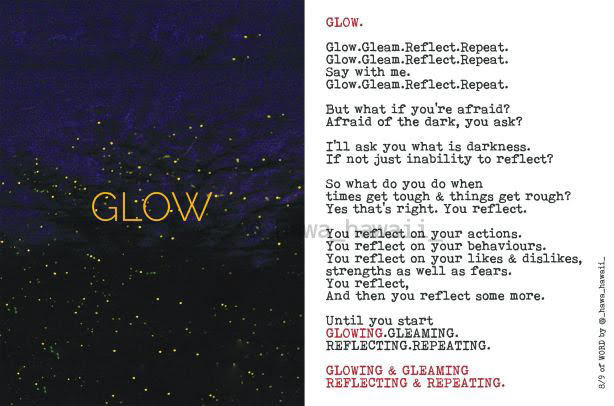 GLOW
GLOW.
Glow.Gleam.Reflect.Repeat.
Glow.Gleam.Reflect.Repeat.
Say with me.
Glow.Gleam.Reflect.Repeat.
But what if you're afraid?
Afraid of the dark, you ask?
I'll ask you what is darkness.
If not just inability to reflect?
So what do you do when
times get tough & things get rough?
Yes that's right. You reflect.
You reflect on your actions.
You reflect on your behaviours.
You reflect on your likes & dislikes,
strengths as well as fears.
You reflect,
And then you reflect some more.
Until you start
GLOWING.GLEAMING.
REFLECTING.REPEATING.
GLOWING & GLEAMING
REFLECTING & REPEATING.
8/9 of WORD by @_hawa_hawaii_